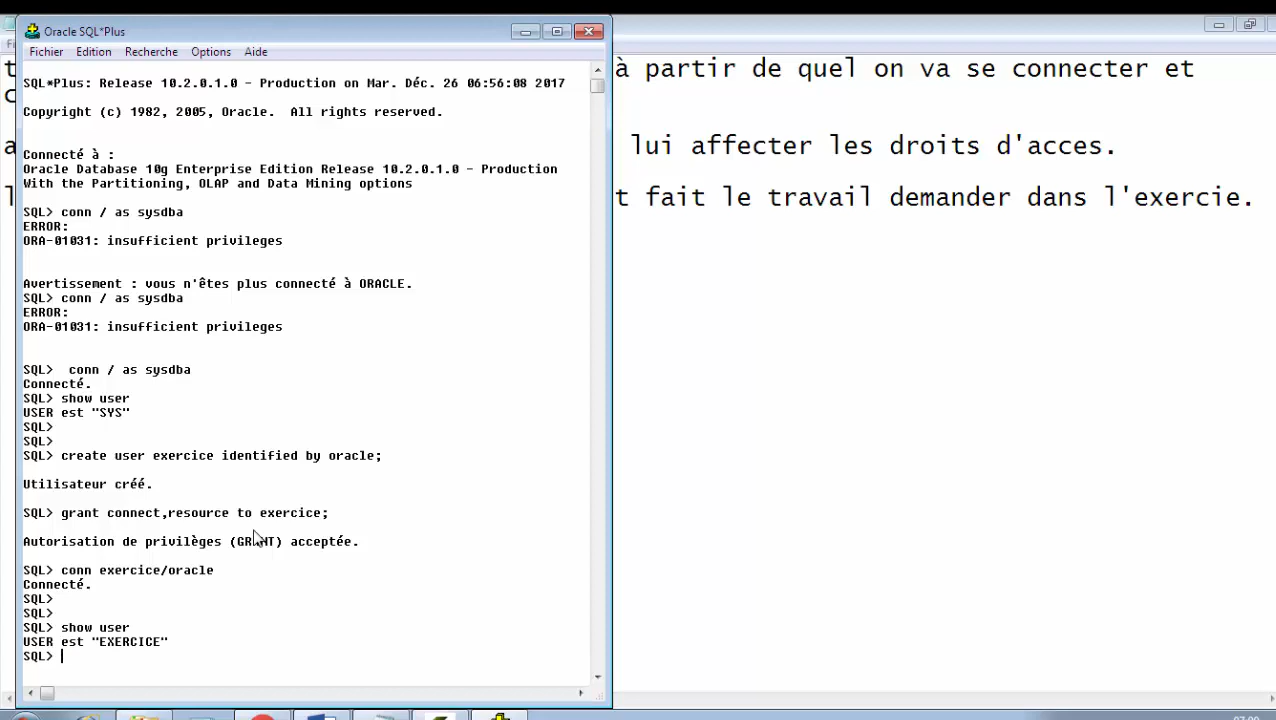 Oracle SQL*Plus
Fichier Edition Recherche Options Aide
SQL*Plus: Release 10.2.0.1.0 - Production on Mar. Déc. 26 06:56:08 2017
Copyright (c) 1982, 2005, Oracle. All rights reserved.
Connecté à :
Oracle Database 10g Enterprise Edition Release 10.2.0.1.0 - Production
With the Partitioning, OLAP and Data Mining options
SQL> conn / as sysdba
ERROR:
ORA-01031: insufficient privileges
Avertissement : vous n'êtes plus connecté à ORACLE.
SQL> conn / as sysdba
ERROR:
ORA-01031: insufficient privileges
SQL>  conn / as sysdba
Connecté.
SQL> show user
USER est "SYS"
SQL>
SQL>
SQL> create user exercice identified by oracle;
Utilisateur créé.
SQL> grant connect,resource to exercice;
Autorisation de privilèges (GRANT) acceptée.
SQL> conn exercice/oracle
Connecté.
SQL>
SQL>
SQL> show user
USER est "EXERCICE"
SQL>
à partir de quel on va se connecter et
lui affecter les droits d'acces.
t fait le travail demander dans l'exercie.